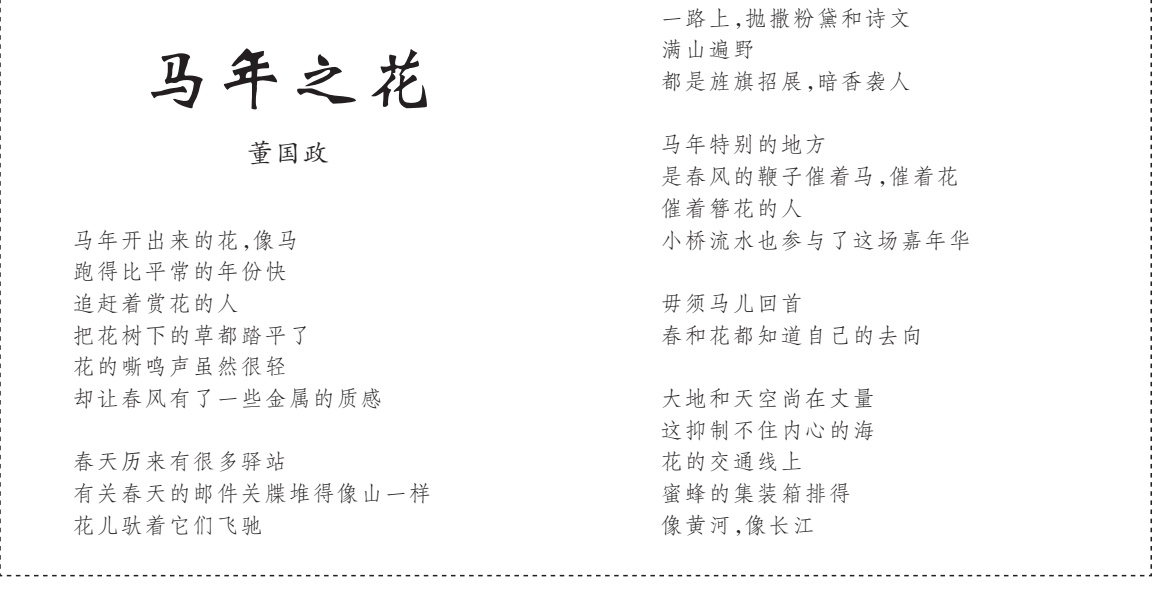 马年之花
董国政
马年开出来的花,像马
跑得比平常的年份快
追赶着赏花的人
把花树下的草都踏平了
花的嘶鸣声虽然很轻
却让春风有了一些金属的质感
春天历来有很多驿站
有关春天的邮件关牒堆得像山一样
花儿驮着它们飞驰
一路上,抛撒粉黛和诗文
满山遍野
都是旌旗招展,暗香袭人
马年特别的地方
是春风的鞭子催着马,催着花
催着簪花的人
小桥流水也参与了这场嘉年华
毋须马儿回首
春和花都知道自己的去向
大地和天空尚在丈量
这抑制不住内心的海
花的交通线上
蜜蜂的集装箱排得
像黄河,像长江